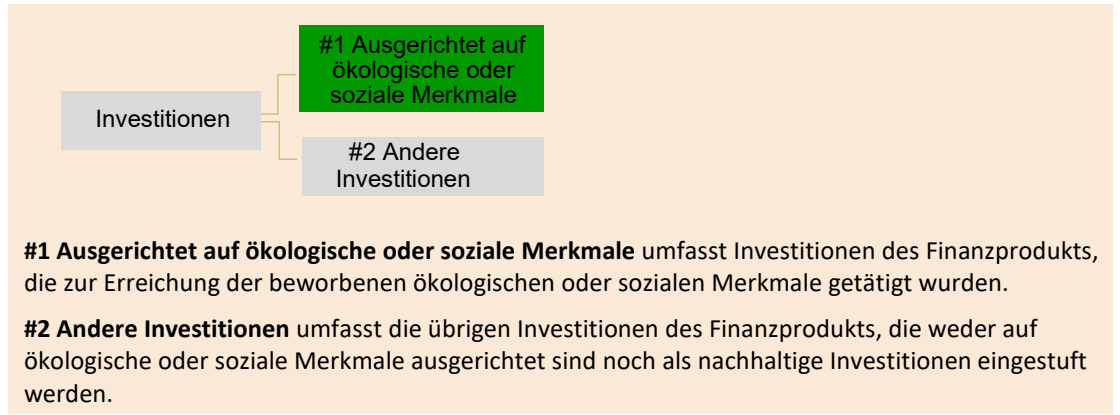 #1 Ausgerichtet auf
ökologische oder
soziale Merkmale
Investitionen
#2 Andere
Investitionen
#1 Ausgerichtet auf ökologische oder soziale Merkmale umfasst Investitionen des Finanzprodukts,
die zur Erreichung der beworbenen ökologischen oder sozialen Merkmale getätigt wurden.
#2 Andere Investitionen umfasst die übrigen Investitionen des Finanzprodukts, die weder auf
ökologische oder soziale Merkmale ausgerichtet sind noch als nachhaltige Investitionen eingestuft
werden.